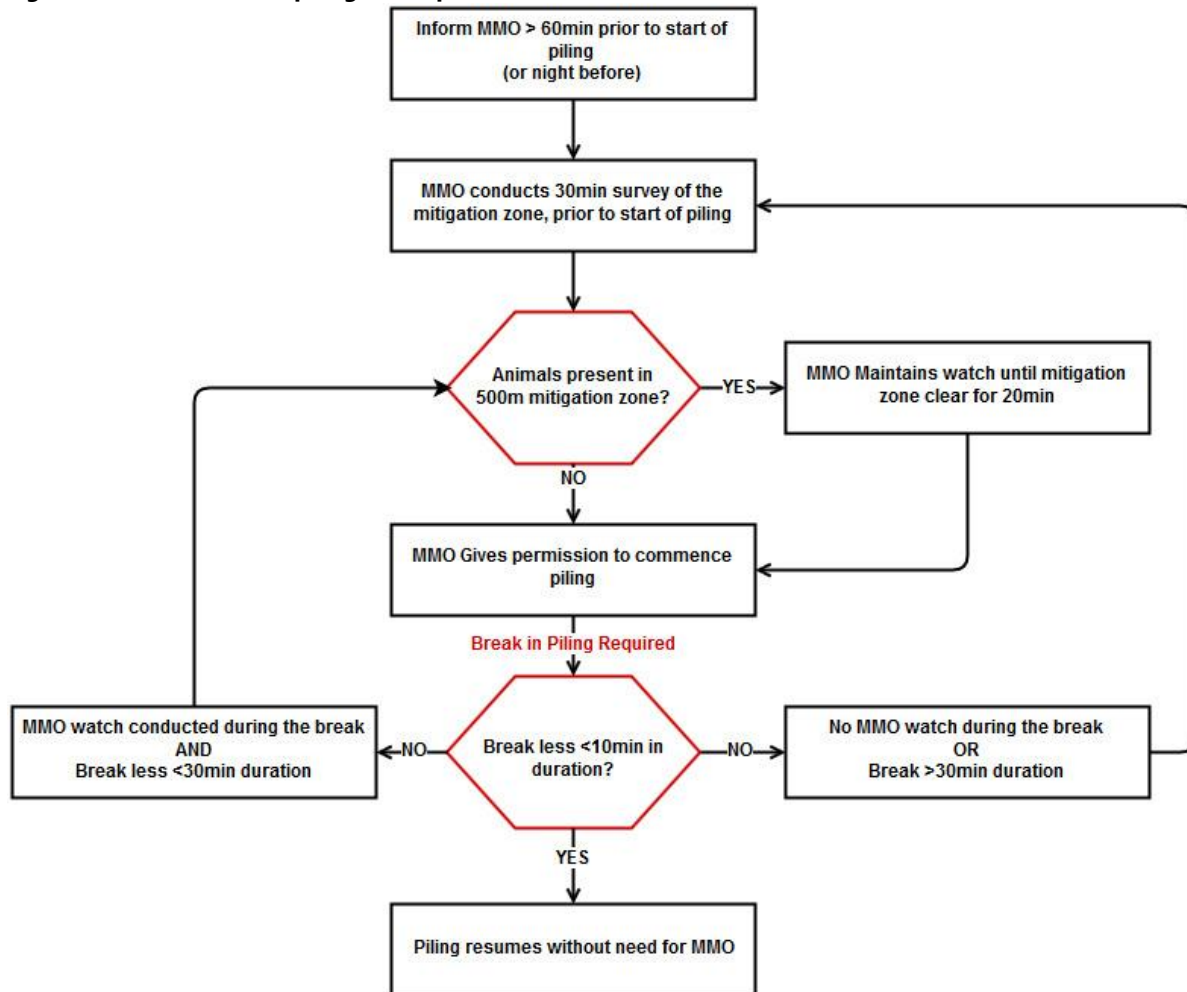 Inform MMO > 60min prior to start of
piling
(or night before)
MMO conducts 30min survey of the
mitigation zone, prior to start of piling
Animals present in
500m mitigation zone?
YES
MMO Maintains watch until mitigation
zone clear for 20min
NO
MMO Gives permission to commence
piling
Break in Piling Required
MMO watch conducted during the break
AND
Break less <30min duration
NO
Break less <10min in
duration?
NO
No MMO watch during the break
OR
Break >30min duration
YES
Piling resumes without need for MMO